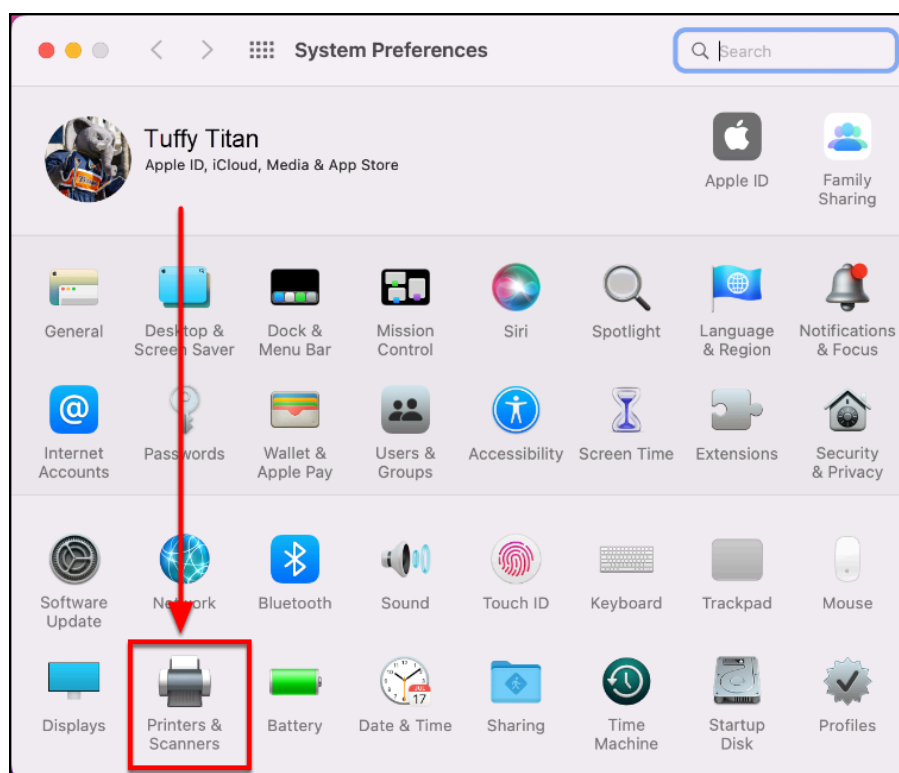 System Preferences
Search
Tuffy Titan
Apple ID, iCloud, Media & App Store
Apple ID
Family
Sharing
General
Desktop &
Screen Saver
Dock &
Menu Bar
Mission
Control
Siri
Spotlight
Language
& Region
Notifications
& Focus
Internet
Accounts
Passwords
Wallet &
Apple Pay
Users &
Groups
Accessibility
Screen Time
Extensions
Security
& Privacy
Software
Update
Network
Bluetooth
Sound
Touch ID
Keyboard
Trackpad
Mouse
Displays
Printers &
Scanners
Battery
JUL
17
Date & Time
Sharing
Time
Machine
Startup
Disk
Profiles